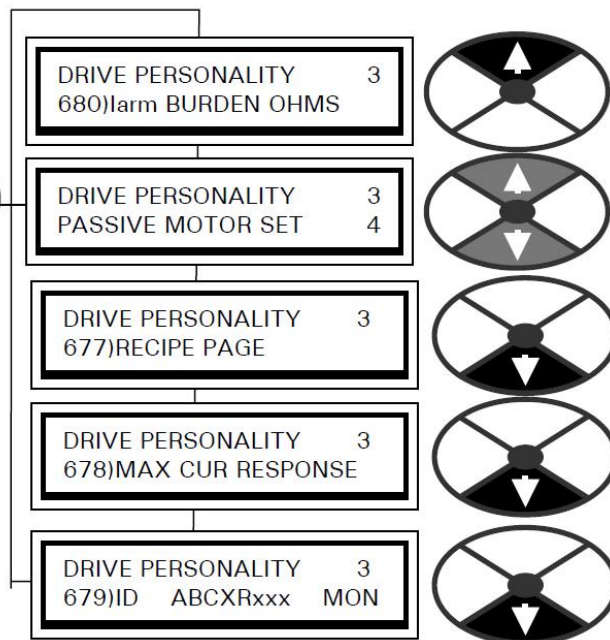 DRIVE PERSONALITY 3
680)Iarm BURDEN OHMS
DRIVE PERSONALITY 3
PASSIVE MOTOR SET 4
DRIVE PERSONALITY 3
677)RECIPE PAGE
DRIVE PERSONALITY 3
678)MAX CUR RESPONSE
DRIVE PERSONALITY 3
679)ID ABCXRxxx MON